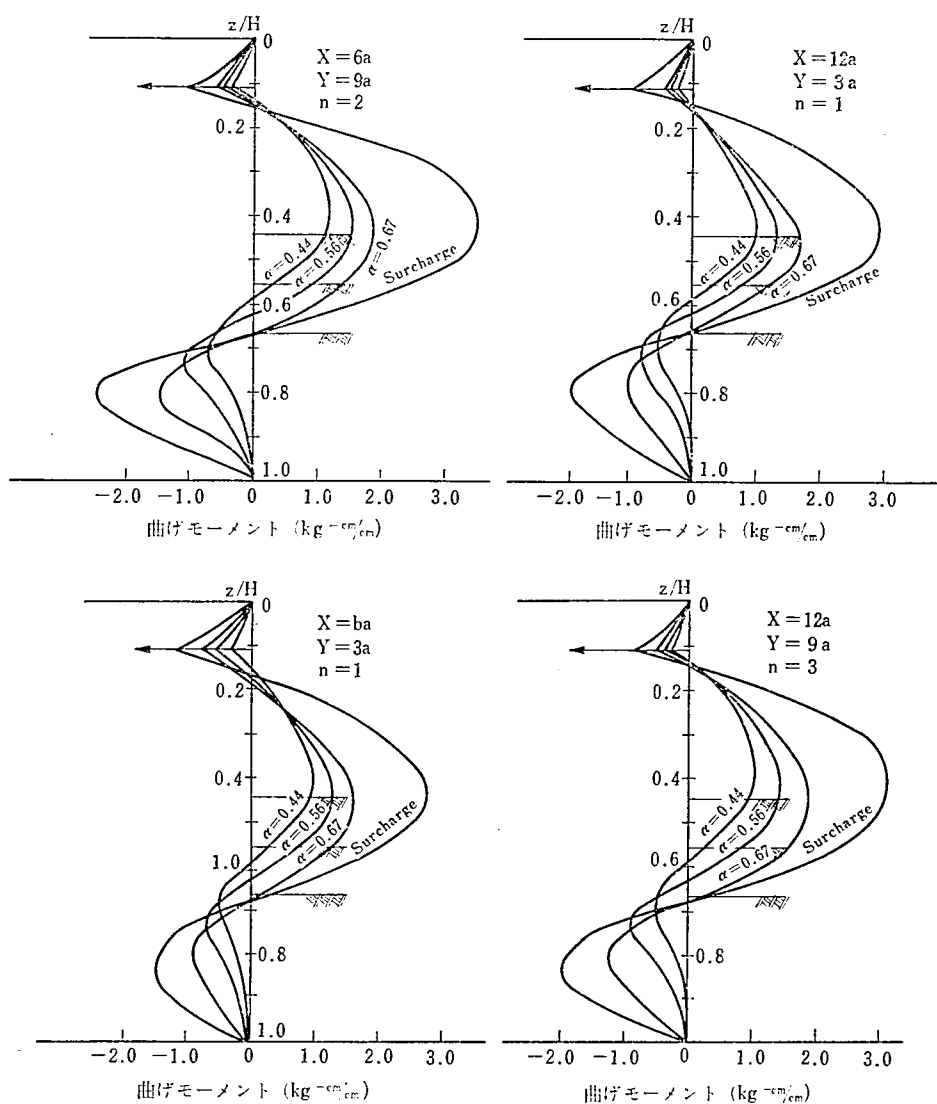 z/H
0
X = 6a
Y = 9a
n = 2
0.2
0.4
α=0.44
α=0.56
α=0.67
Surcharge
0.6
0.8
1.0
−2.0 −1.0 0 1.0 2.0 3.0
曲げモーメント (kg-cm/cm)
z/H
0
X = 12a
Y = 3a
n = 1
0.2
0.4
α=0.44
α=0.56
α=0.67
Surcharge
0.6
0.8
1.0
−2.0 −1.0 0 1.0 2.0 3.0
曲げモーメント (kg-cm/cm)
z/H
0
X = ba
Y = 3a
n = 1
0.2
0.4
α=0.44
α=0.56
α=0.67
Surcharge
1.0
0.8
1.0
−2.0 −1.0 0 1.0 2.0 3.0
曲げモーメント (kg-cm/cm)
z/H
0
X = 12a
Y = 9a
n = 3
0.2
0.4
α=0.44
α=0.56
α=0.67
Surcharge
0.6
0.8
−2.0 −1.0 0 1.0 2.0 3.0
曲げモーメント (kg-cm/cm)